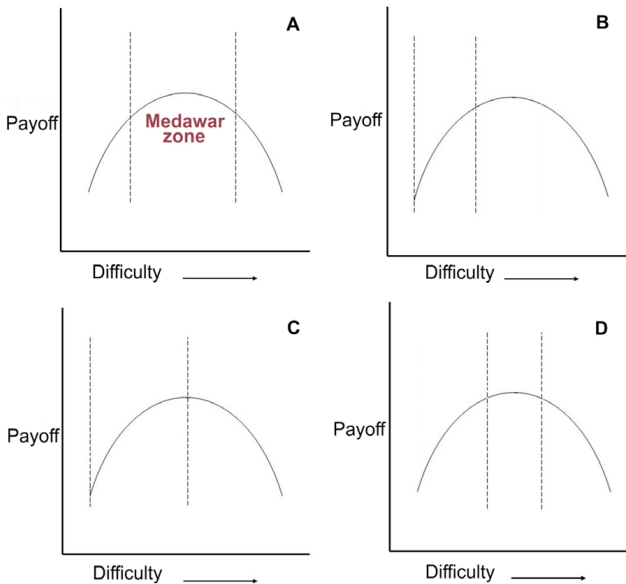 A
Payoff
Medawar
zone
Difficulty
B
Payoff
Difficulty
C
Payoff
Difficulty
D
Payoff
Difficulty